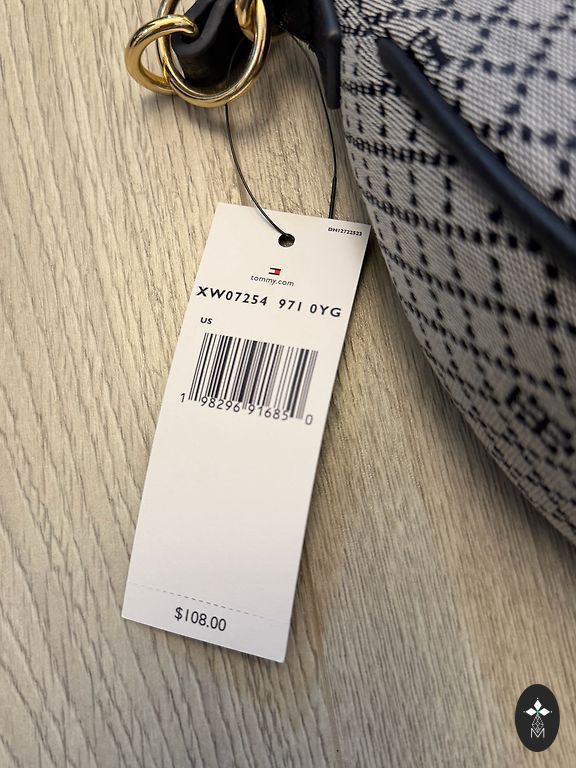 DH12722523
tommy.com
XW07254 971 0YG
US
1 98296 91685 0
$108.00
M